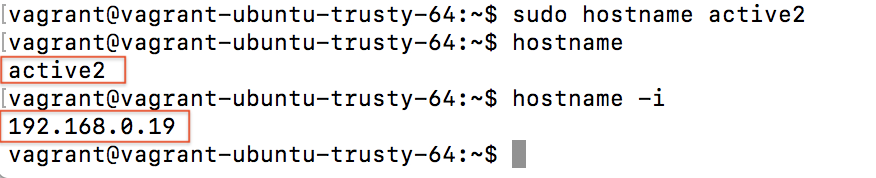 [vagrant@vagrant-ubuntu-trusty-64:~$ sudo hostname active2
[vagrant@vagrant-ubuntu-trusty-64:~$ hostname
active2
[vagrant@vagrant-ubuntu-trusty-64:~$ hostname -i
192.168.0.19
vagrant@vagrant-ubuntu-trusty-64:~$